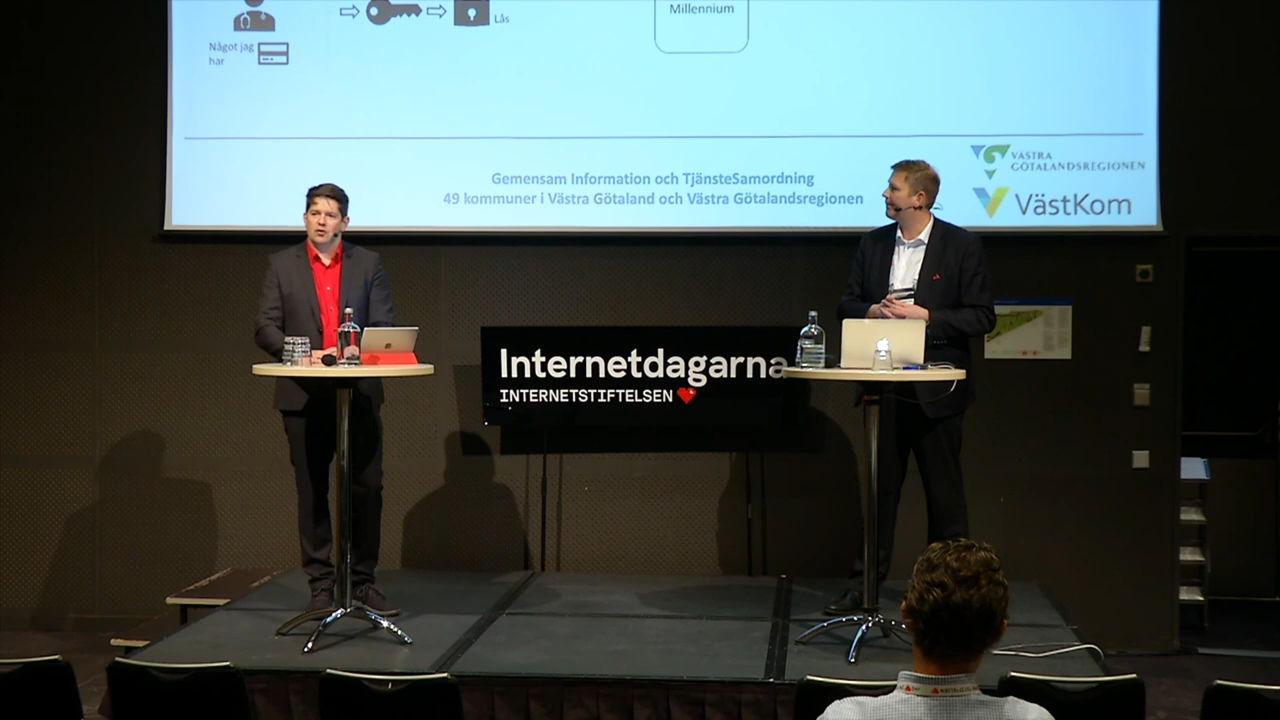 Millennium
Lås
Något jag
har
VÄSTRA
GÖTALANDSREGIONEN
Gemensam Information och TjänsteSamordning
49 kommuner i Västra Götaland och Västra Götalandsregionen
VästKom
Internetdagarna
INTERNETSTIFTELSEN